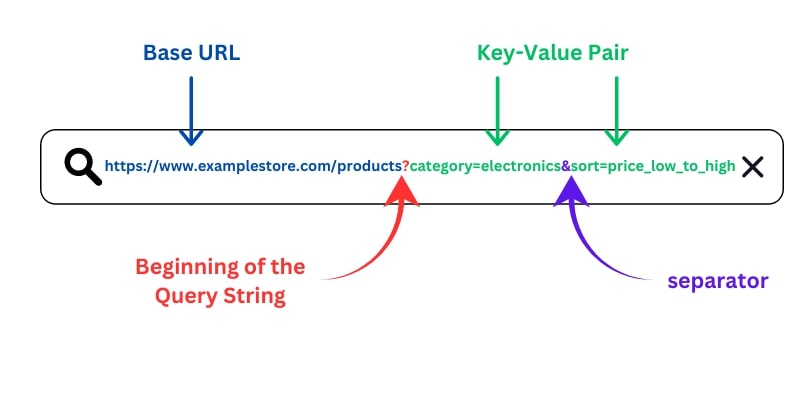 Base URL
Key-Value Pair
https://www.examplestore.com/products?category=electronics&sort=price_low_to_high
Beginning of the
Query String
separator